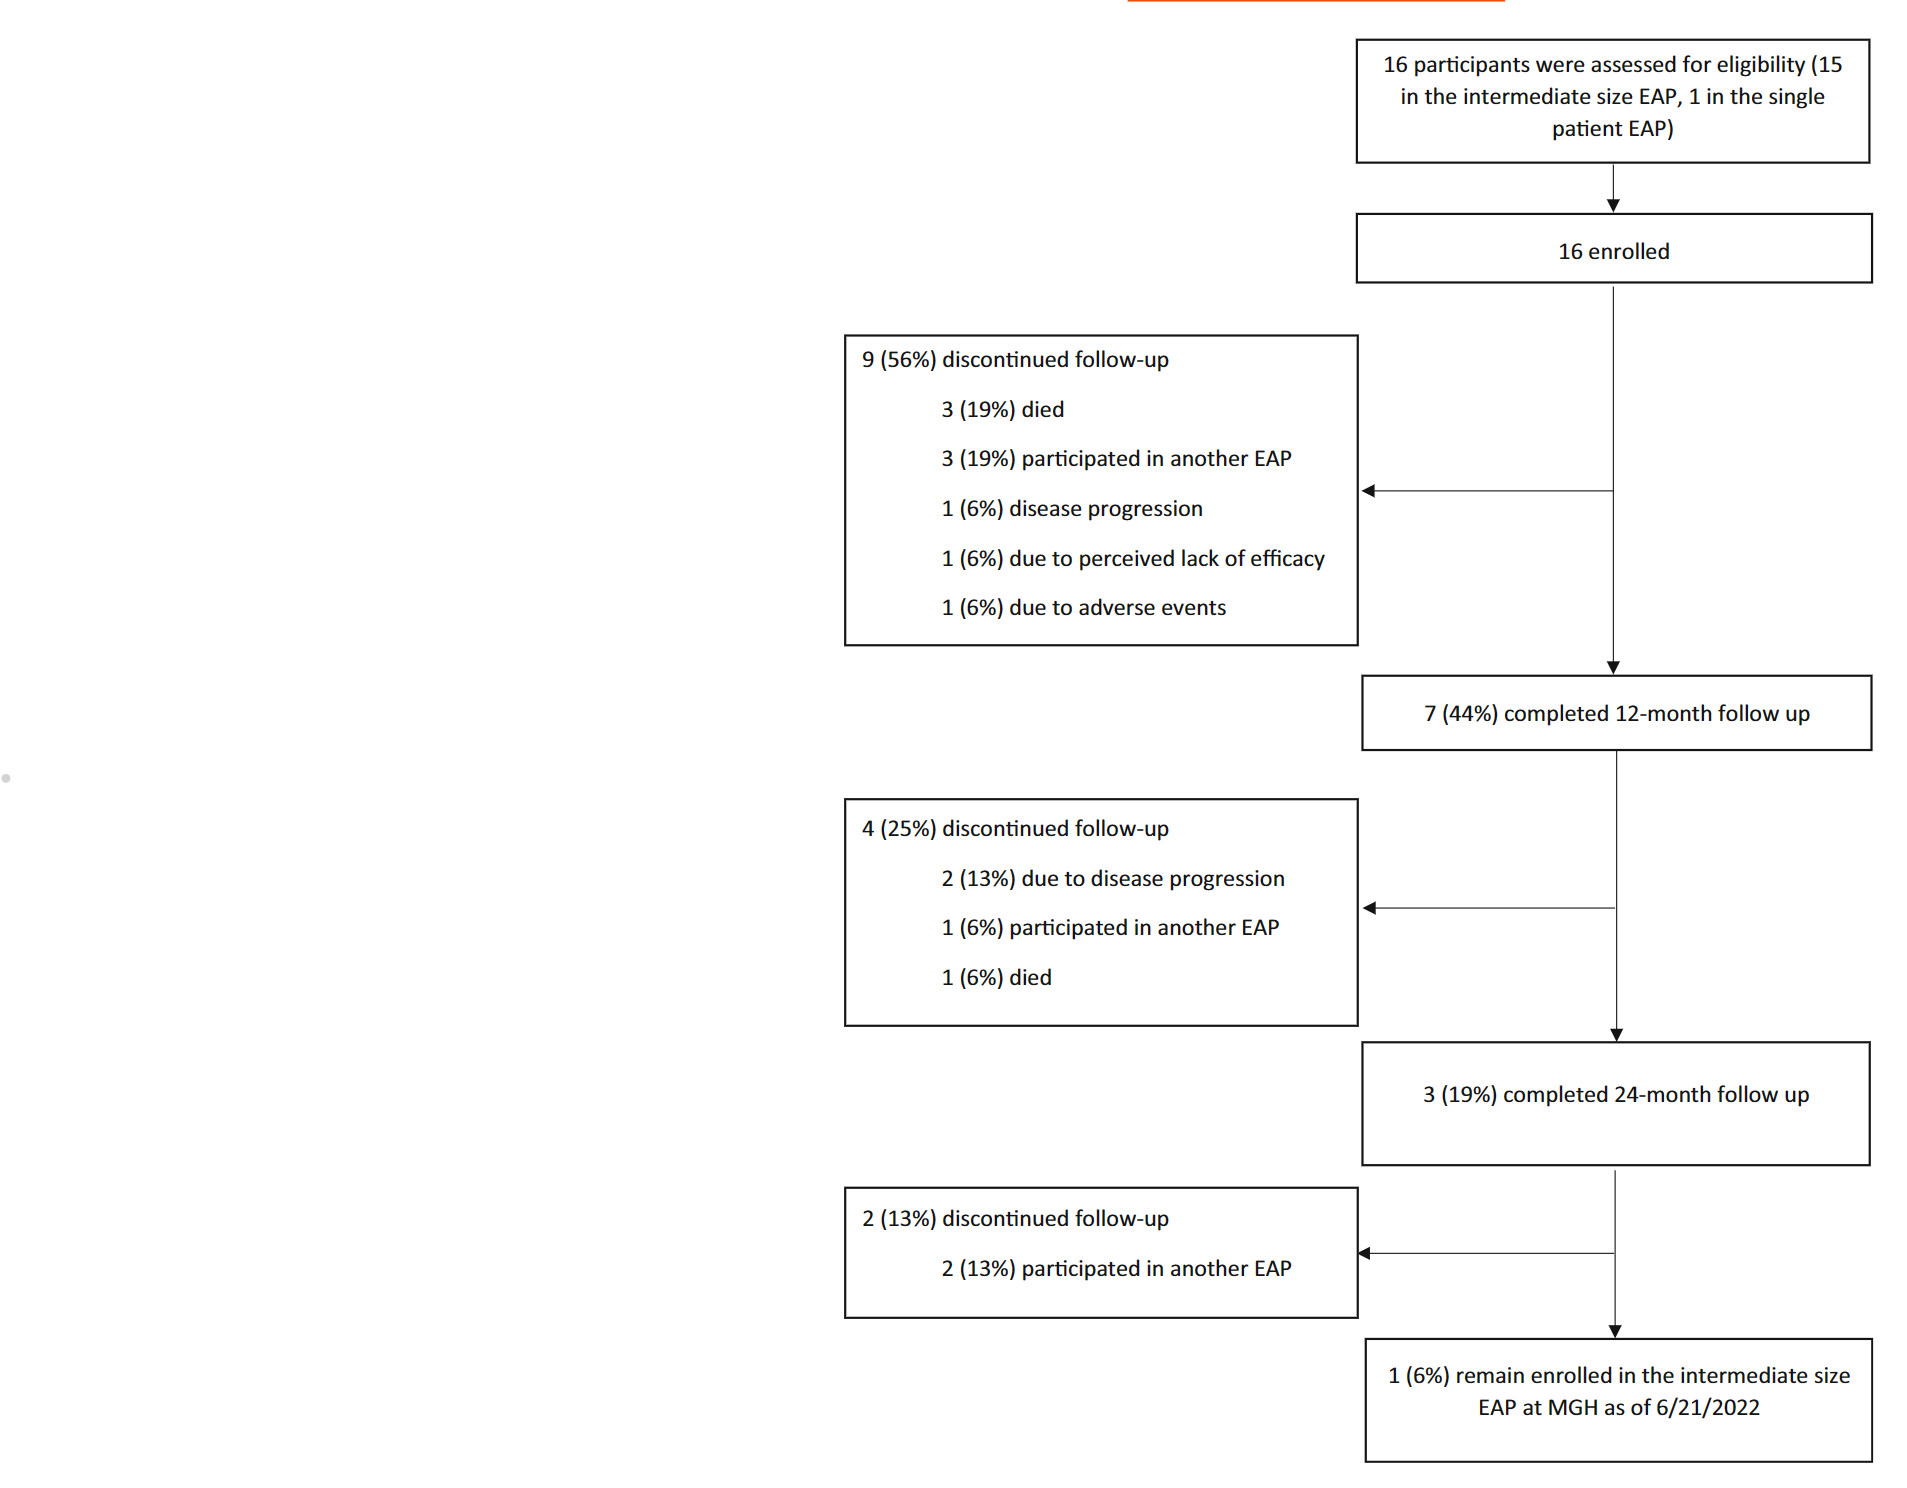 16 participants were assessed for eligibility (15
in the intermediate size EAP, 1 in the single
patient EAP)
16 enrolled
9 (56%) discontinued follow-up
3 (19%) died
3 (19%) participated in another EAP
1 (6%) disease progression
1 (6%) due to perceived lack of efficacy
1 (6%) due to adverse events
7 (44%) completed 12-month follow up
4 (25%) discontinued follow-up
2 (13%) due to disease progression
1 (6%) participated in another EAP
1 (6%) died
3 (19%) completed 24-month follow up
2 (13%) discontinued follow-up
2 (13%) participated in another EAP
1 (6%) remain enrolled in the intermediate size
EAP at MGH as of 6/21/2022